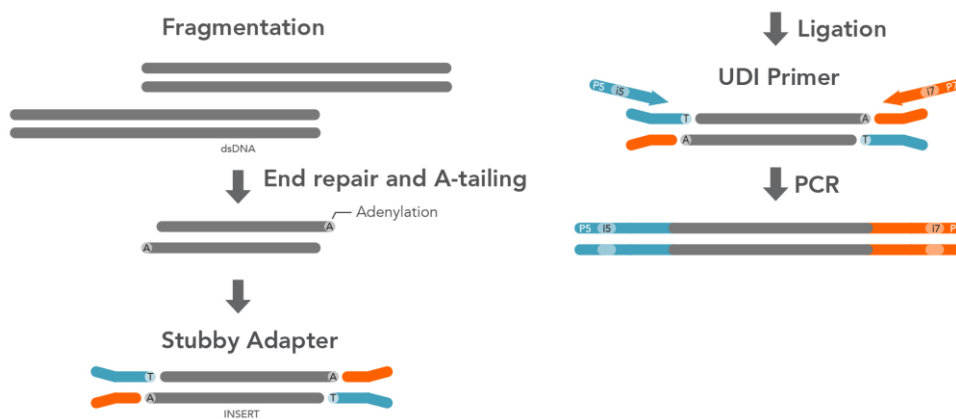 Fragmentation
dsDNA
End repair and A-tailing
Adenylation
A
A
Stubby Adapter
T
A
A
T
INSERT
Ligation
UDI Primer
P5 i5
i7 P7
T
A
A
T
PCR
P5 i5
i7 P